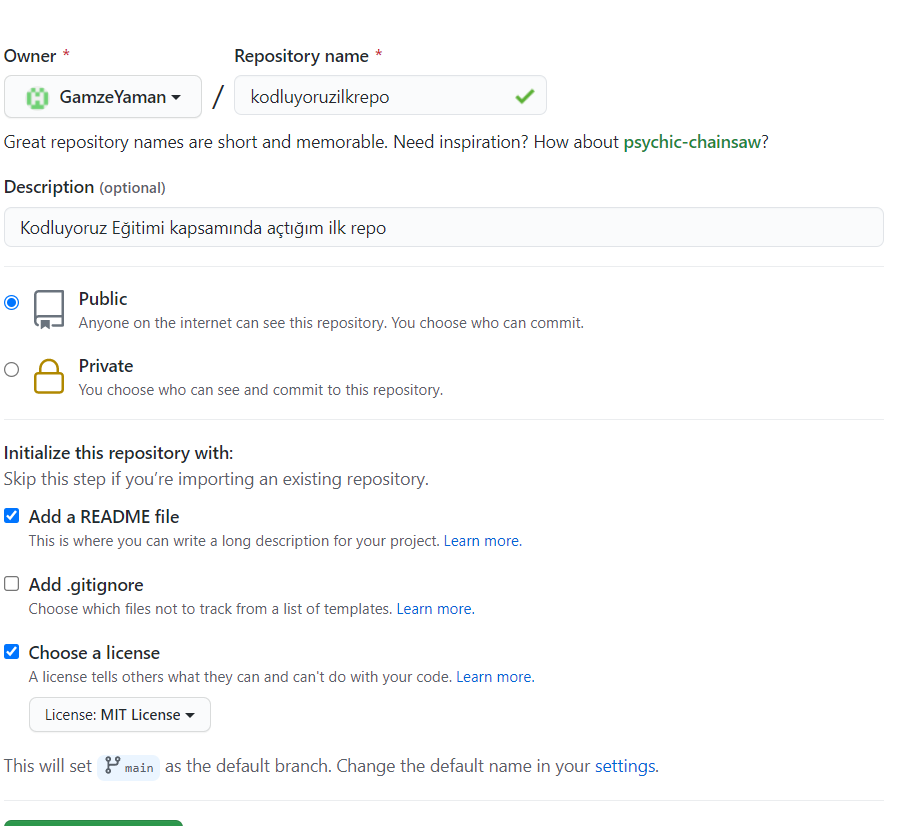 Owner * Repository name *
GamzeYaman / kodluyoruzilkrepo
Great repository names are short and memorable. Need inspiration? How about psychic-chainsaw?
Description (optional)
Kodluyoruz Eğitimi kapsamında açtığım ilk repo
Public
Anyone on the internet can see this repository. You choose who can commit.
Private
You choose who can see and commit to this repository.
Initialize this repository with:
Skip this step if you're importing an existing repository.
Add a README file
This is where you can write a long description for your project. Learn more.
Add .gitignore
Choose which files not to track from a list of templates. Learn more.
Choose a license
A license tells others what they can and can't do with your code. Learn more.
License: MIT License
This will set main as the default branch. Change the default name in your settings.